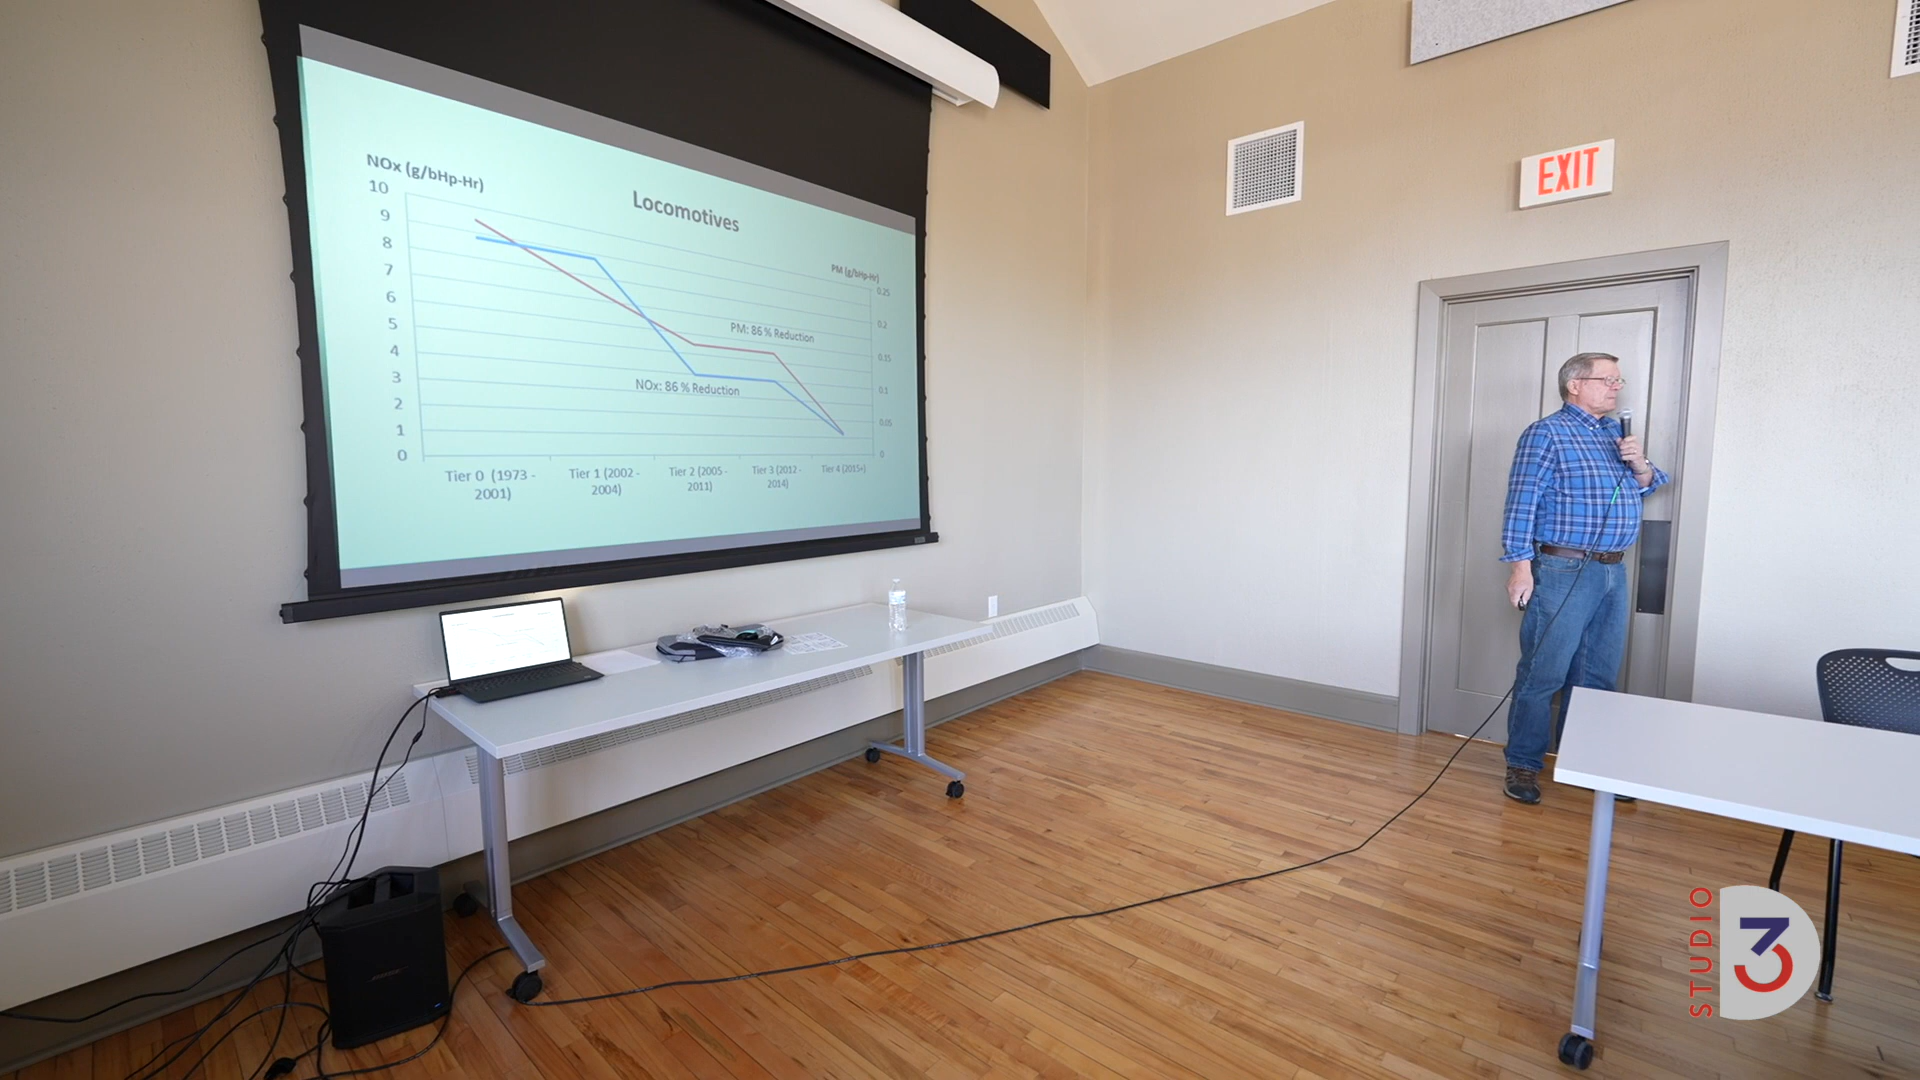 NOx (g/bHp-Hr)
Locomotives
10
9
8
7
6
5
4
3
2
1
0
PM (g/bHp-Hr)
0.25
0.2
0.15
0.1
0.05
0
PM: 86 % Reduction
NOx: 86 % Reduction
Tier 0 (1973 -
2001)
Tier 1 (2002 -
2004)
Tier 2 (2005 -
2011)
Tier 3 (2012 -
2014)
Tier 4 (2015+)
EXIT
STUDIO
3